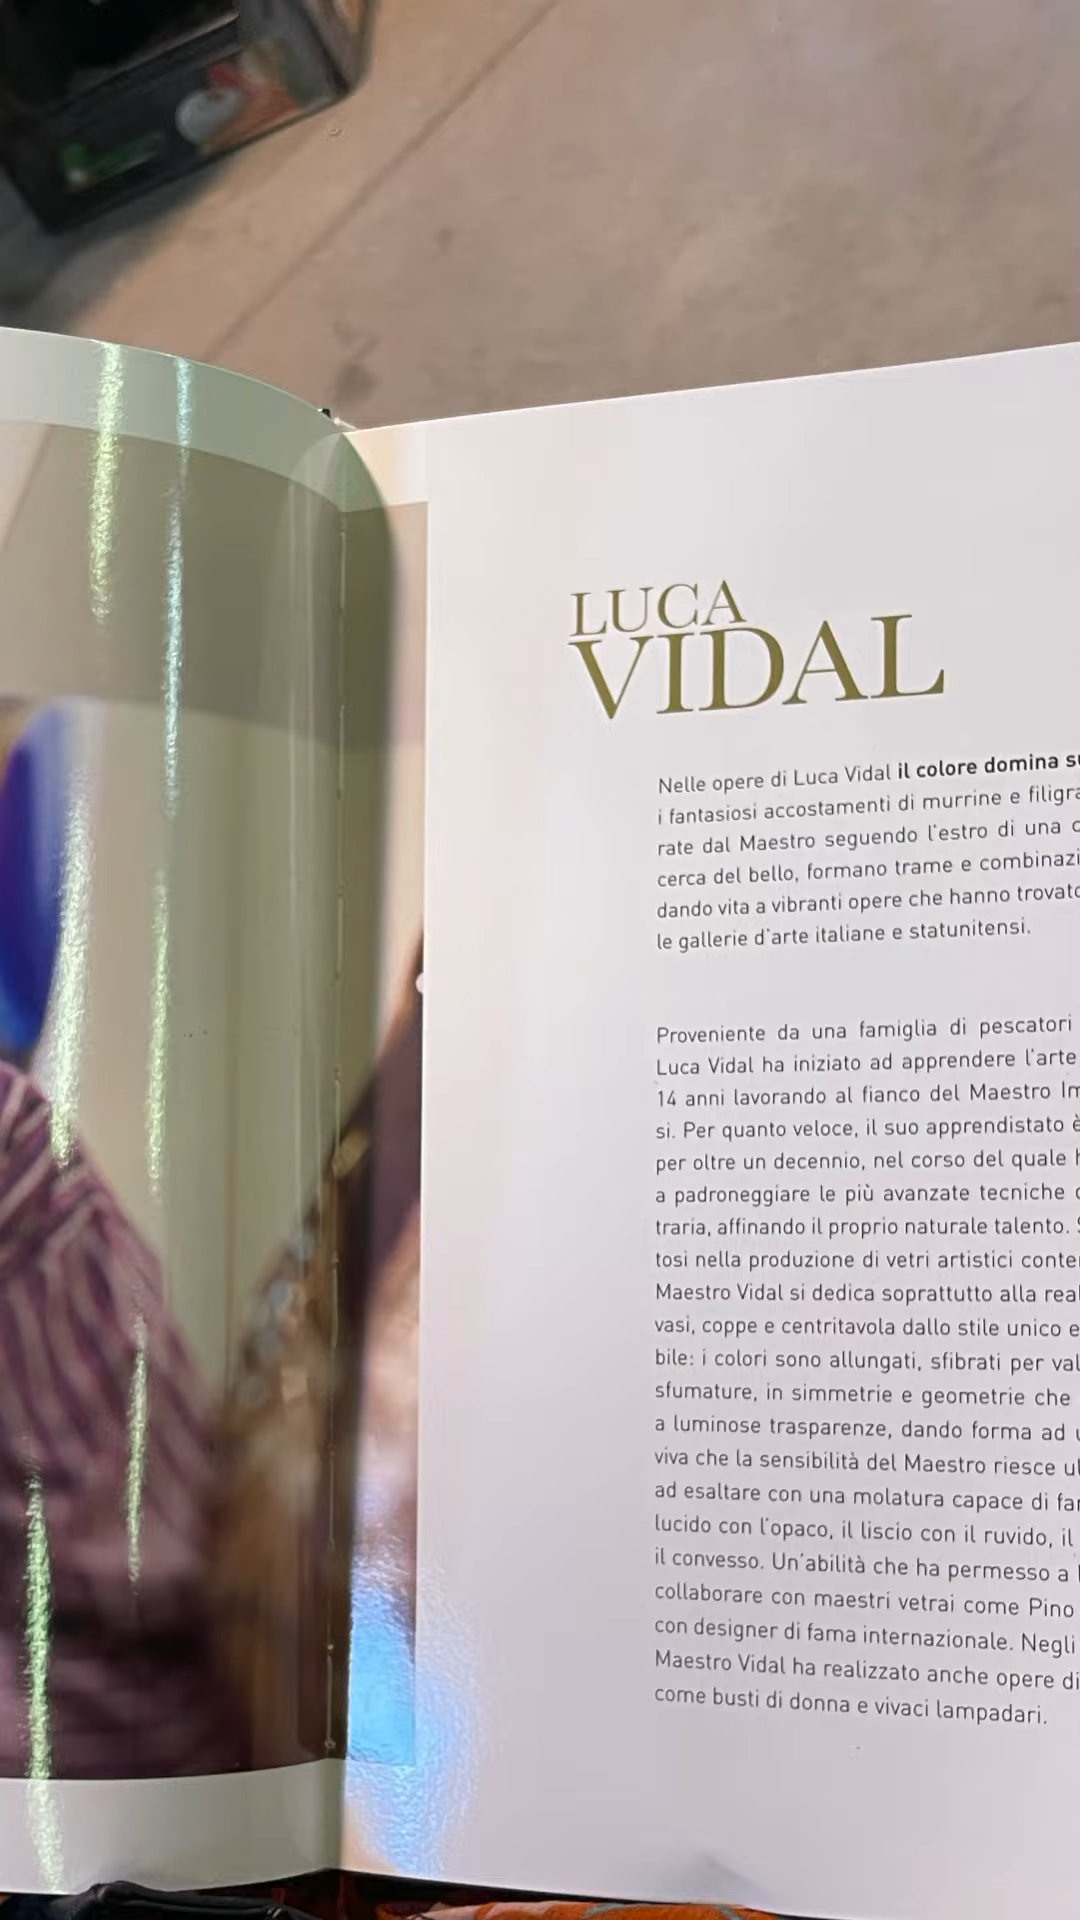 LUCA
VIDAL
Nelle opere di Luca Vidal il colore domina
i fantasiosi accostamenti di murrine e
rate dal Maestro seguendo l'estro di una
cerca del bello, formano trame e
dando vita a vibranti opere che hanno
le gallerie d'arte italiane e statunitensi.
Proveniente da una famiglia di pescatori
Luca Vidal ha iniziato ad apprendere l'arte
14 anni lavorando al fianco del Maestro
si. Per quanto veloce, il suo apprendistato è
per oltre un decennio, nel corso del quale
a padroneggiare le più avanzate tecniche
traria, affinando il proprio naturale talento.
tosi nella produzione di vetri artistici
Maestro Vidal si dedica soprattutto alla
vasi, coppe e centritavola dallo stile unico e
bile: i colori sono allungati, sfibrati per
sfumature, in simmetrie e geometrie che
a luminose trasparenze, dando forma ad
viva che la sensibilità del Maestro riesce
ad esaltare con una molatura capace di
lucido con l'opaco, il liscio con il ruvido, il
il convesso. Un'abilità che ha permesso a
collaborare con maestri vetrai come Pino
con designer di fama internazionale. Negli
Maestro Vidal ha realizzato anche opere di
come busti di donna e vivaci lampadari.